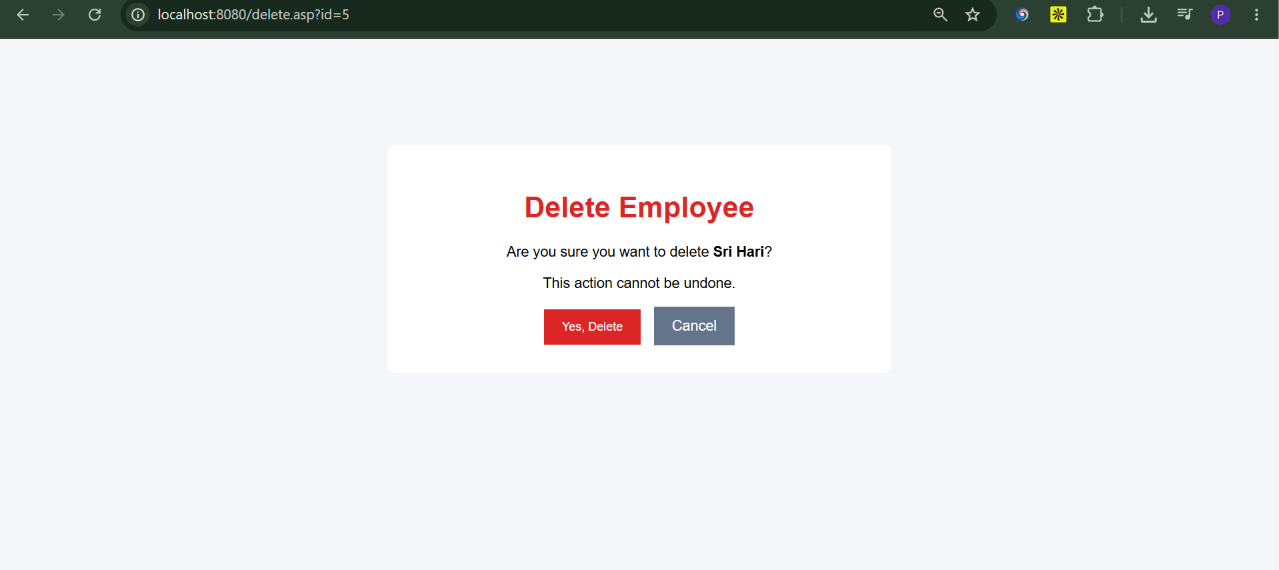 localhost:8080/delete.asp?id=5
P
Delete Employee
Are you sure you want to delete Sri Hari?
This action cannot be undone.
Yes, Delete Cancel